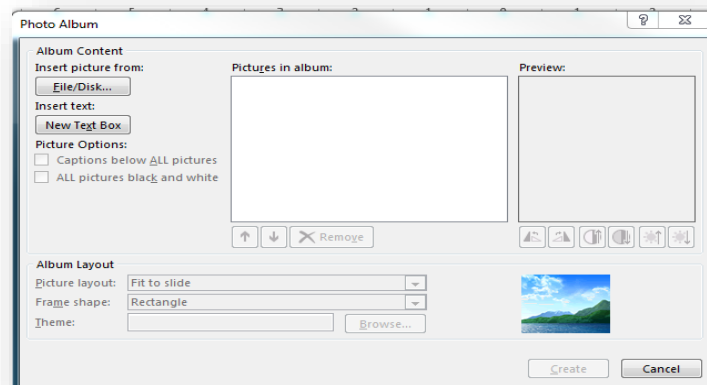 Photo Album
Album Content
Insert picture from:
Pictures in album:
Preview:
File/Disk...
Insert text:
New Text Box
Picture Options:
Captions below ALL pictures
ALL pictures black and white
Remove
Album Layout
Picture layout: Fit to slide
Frame shape: Rectangle
Theme:
Browse...
Create
Cancel